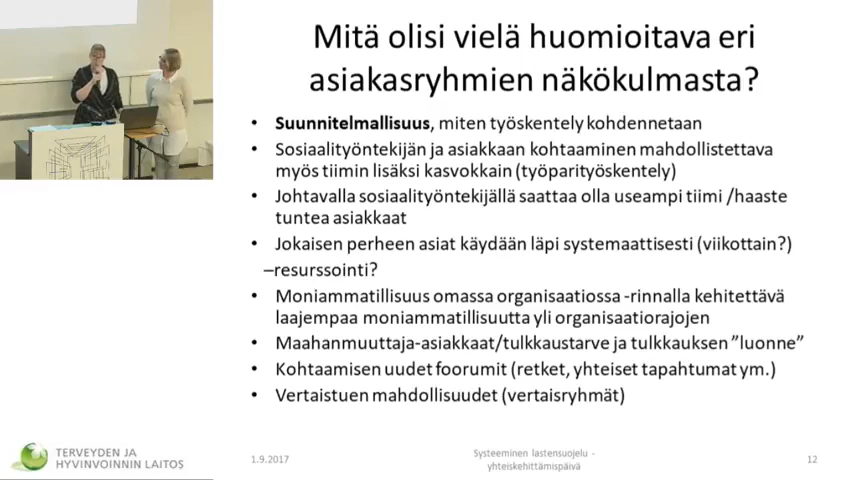 Mitä olisi vielä huomioitava eri
asiakasryhmien näkökulmasta?
• Suunnitelmallisuus, miten työskentely kohdennetaan
• Sosiaalityöntekijän ja asiakkaan kohtaaminen mahdollistettava
myös tiimin lisäksi kasvokkain (työparityöskentely)
• Johtavalla sosiaalityöntekijällä saattaa olla useampi tiimi /haaste
tuntea asiakkaat
• Jokaisen perheen asiat käydään läpi systemaattisesti (viikottain?)
–resurssointi?
• Moniammatillisuus omassa organisaatiossa -rinnalla kehitettävä
laajempaa moniammatillisuutta yli organisaatiorajojen
• Maahanmuuttaja-asiakkaat/tulkkaustarve ja tulkkauksen ”luonne”
• Kohtaamisen uudet foorumit (retket, yhteiset tapahtumat ym.)
• Vertaistuen mahdollisuudet (vertaisryhmät)
TERVEYDEN JA
HYVINVOINNIN LAITOS
1.9.2017
Systeeminen lastensuojelu -
yhteiskehittämispäivä
12